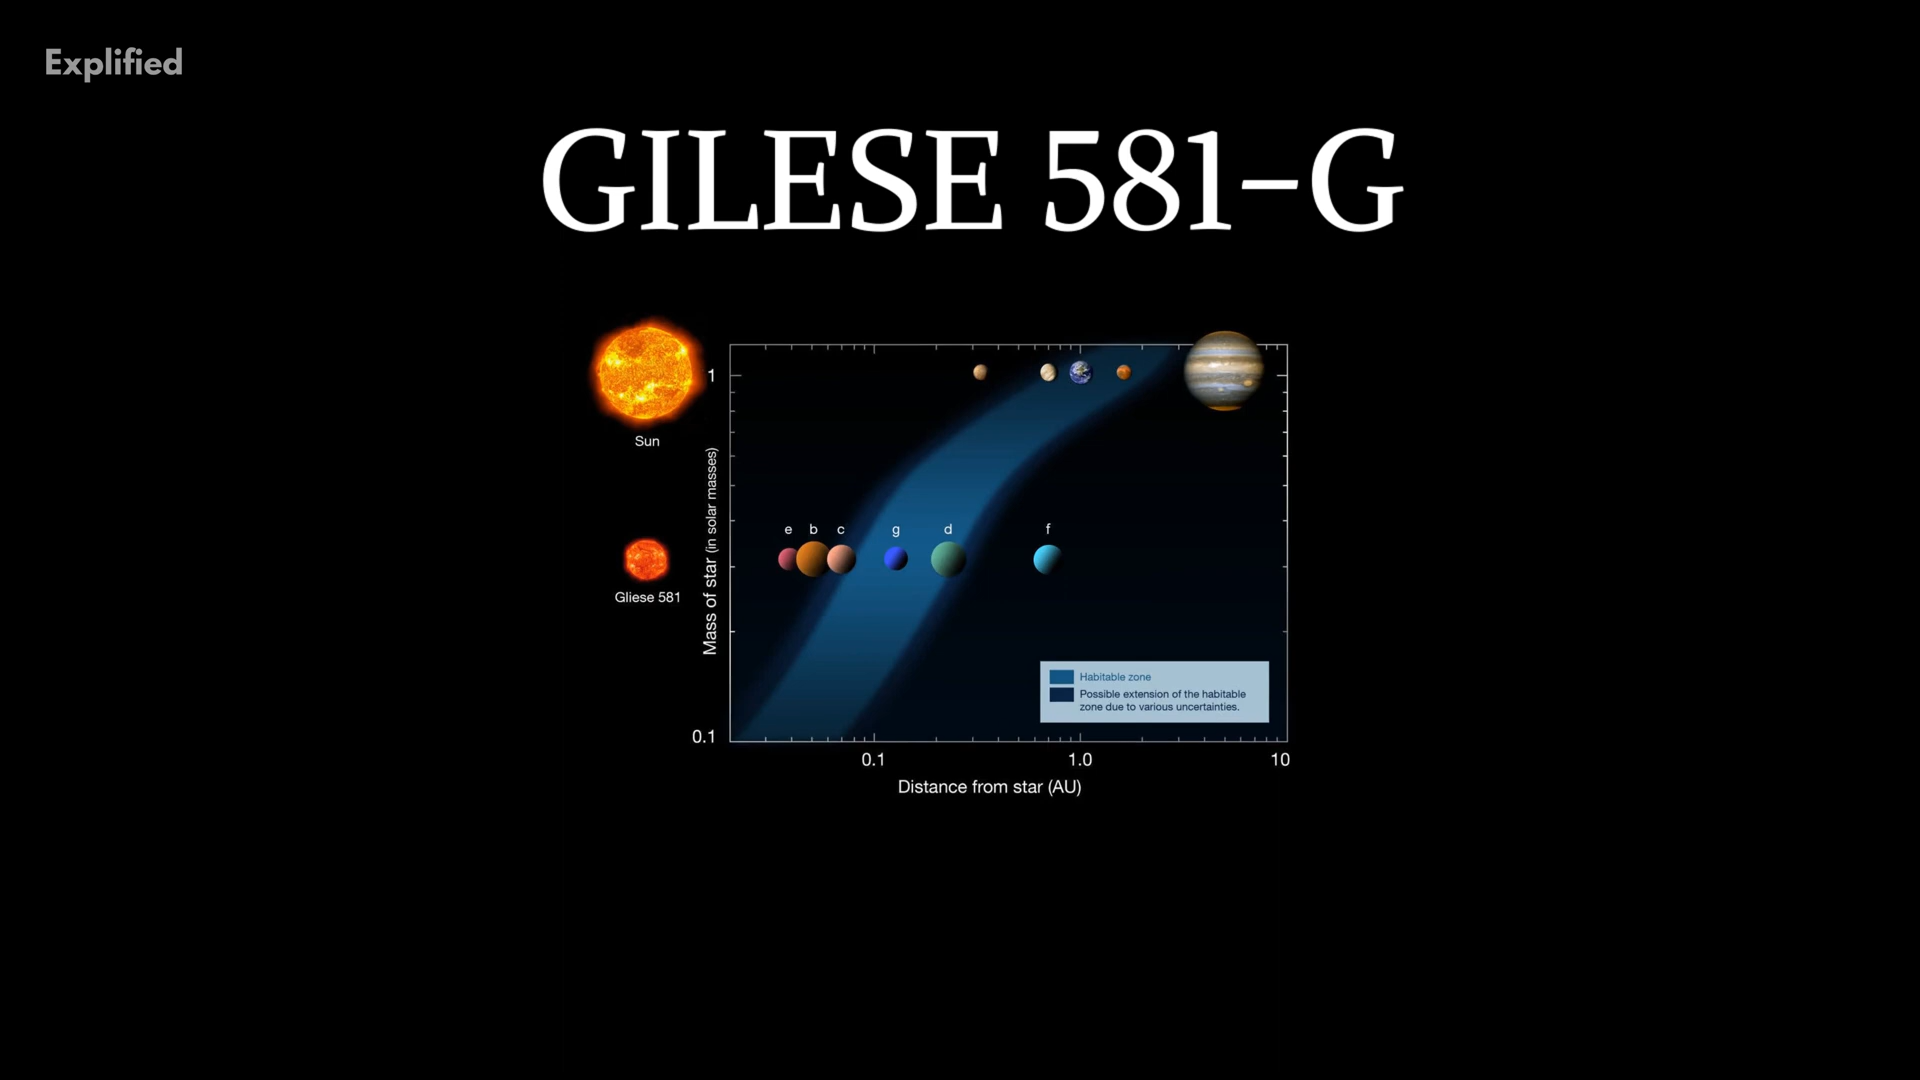 Explified
GILESE 581-G
1
Sun
Mass of star (in solar masses)
e b c g d f
Gliese 581
Habitable zone
Possible extension of the habitable
zone due to various uncertainties.
0.1
0.1 1.0 10
Distance from star (AU)